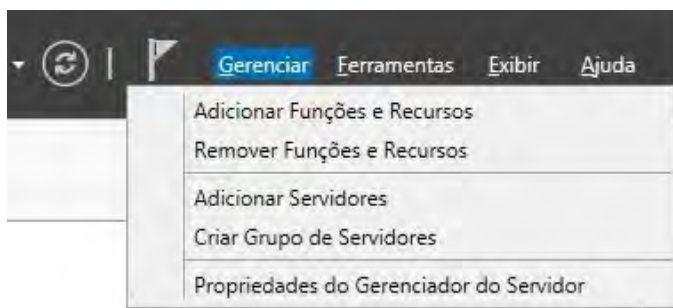 Gerenciar Ferramentas Exibir Ajuda
Adicionar Funções e Recursos
Remover Funções e Recursos
Adicionar Servidores
Criar Grupo de Servidores
Propriedades do Gerenciador do Servidor